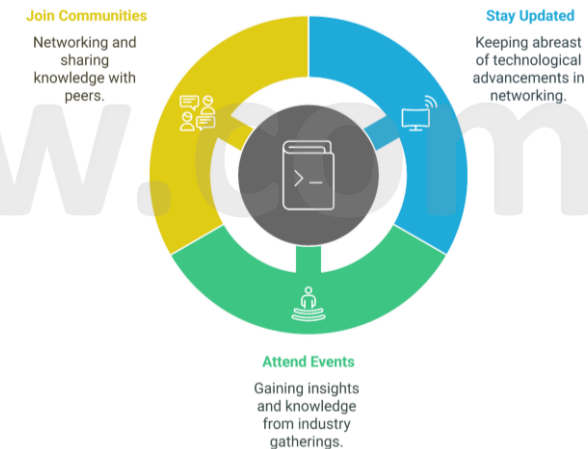 Join Communities
Networking and
sharing
knowledge with
peers.
Stay Updated
Keeping abreast
of technological
advancements in
networking.
w.com
>_
Attend Events
Gaining insights
and knowledge
from industry
gatherings.